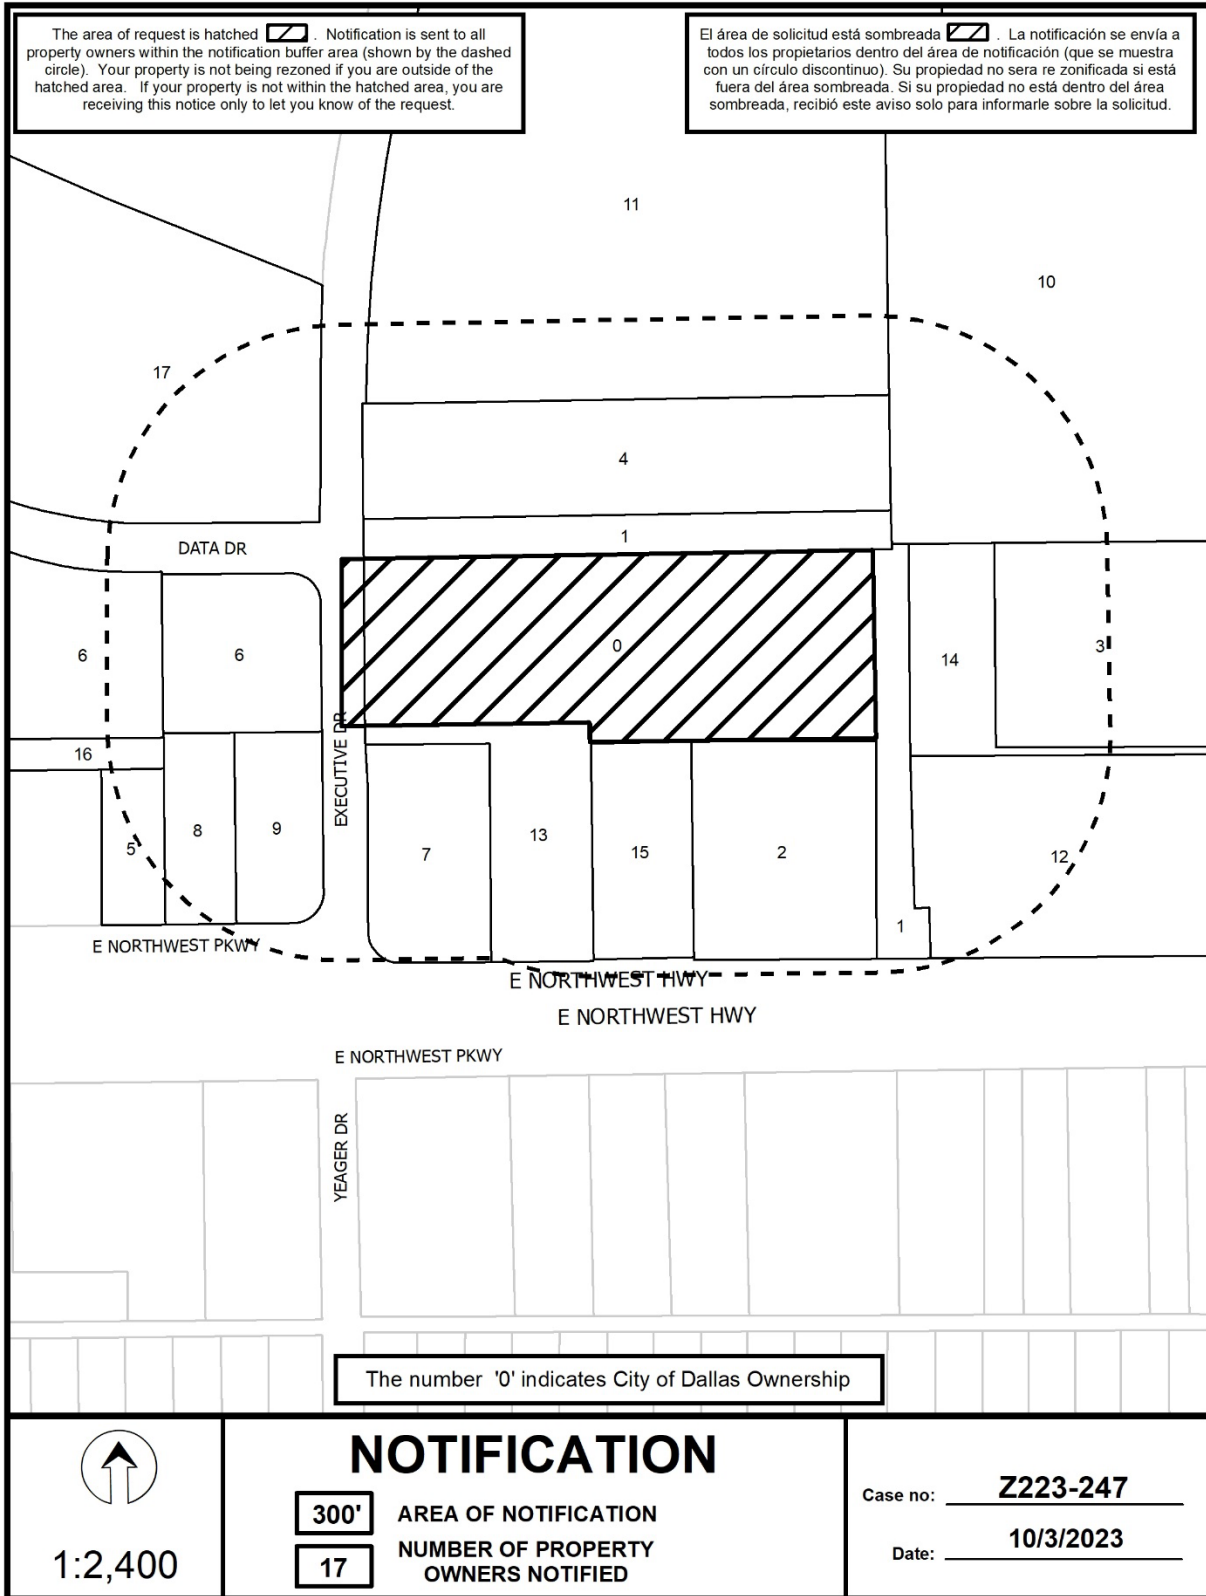 The area of request is hatched . Notification is sent to all
property owners within the notification buffer area (shown by the dashed
circle). Your property is not being rezoned if you are outside of the
hatched area. If your property is not within the hatched area, you are
receiving this notice only to let you know of the request.
El área de solicitud está sombreada . La notificación se envía a
todos los propietarios dentro del área de notificación (que se muestra
con un círculo discontinuo). Su propiedad no sera re zonificada si está
fuera del área sombreada. Si su propiedad no está dentro del área
sombreada, recibió este aviso solo para informarle sobre la solicitud.
11
10
17
4
1
DATA DR
0
6
6
14
3
16
EXECUTIVE DR
5
8
9
7
13
15
2
12
1
E NORTHWEST PKWY
E NORTHWEST HWY
E NORTHWEST HWY
E NORTHWEST PKWY
YEAGER DR
The number '0' indicates City of Dallas Ownership
1:2,400
NOTIFICATION
300' AREA OF NOTIFICATION
17 NUMBER OF PROPERTY
OWNERS NOTIFIED
Case no: Z223-247
Date: 10/3/2023